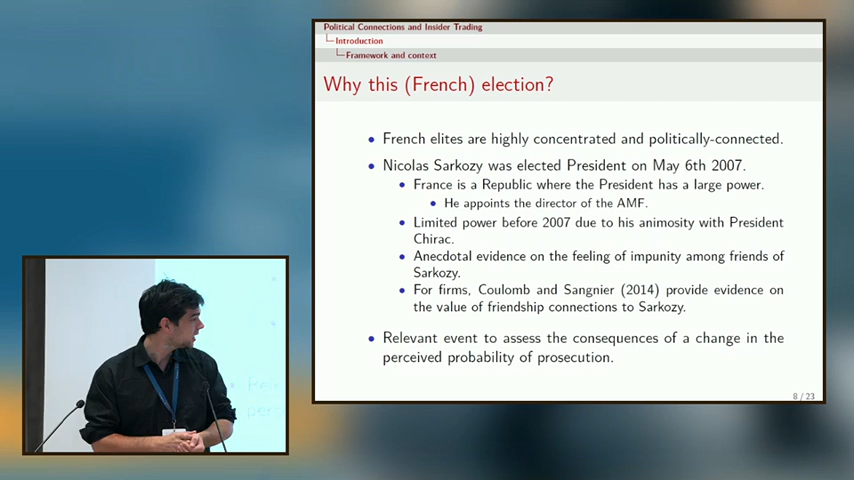 Political Connections and Insider Trading
Introduction
Framework and context
Why this (French) election?
• French elites are highly concentrated and politically-connected.
• Nicolas Sarkozy was elected President on May 6th 2007.
• France is a Republic where the President has a large power.
• He appoints the director of the AMF.
• Limited power before 2007 due to his animosity with President
Chirac.
• Anecdotal evidence on the feeling of impunity among friends of
Sarkozy.
• For firms, Coulomb and Sangnier (2014) provide evidence on
the value of friendship connections to Sarkozy.
• Relevant event to assess the consequences of a change in the
perceived probability of prosecution.
8 / 23